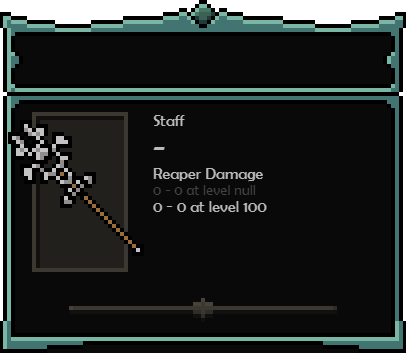 Staff
–
Reaper Damage
0 - 0 at level null
0 - 0 at level 100